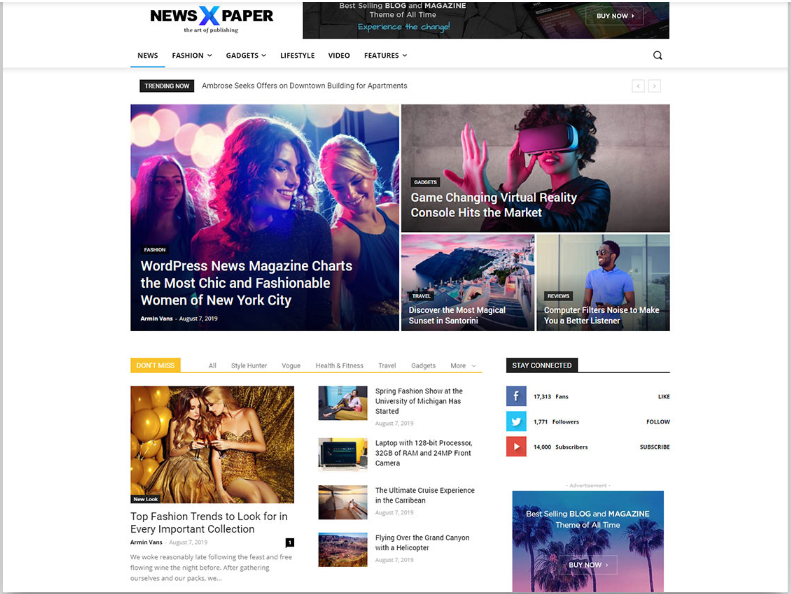 NEWS X PAPER
the art of publishing
Best Selling BLOG and MAGAZINE
Theme of All Time
Experience the change!
BUY NOW
NEWS FASHION GADGETS LIFESTYLE VIDEO FEATURES
TRENDING NOW Ambrose Seeks Offers on Downtown Building for Apartments
FASHION
WordPress News Magazine Charts
the Most Chic and Fashionable
Women of New York City
Armin Vans - August 7, 2019
GADGETS
Game Changing Virtual Reality
Console Hits the Market
TRAVEL
Discover the Most Magical
Sunset in Santorini
REVIEWS
Computer Filters Noise to Make
You a Better Listener
DON'T MISS All Style Hunter Vogue Health & Fitness Travel Gadgets More
New Look
Top Fashion Trends to Look for in
Every Important Collection
Armin Vans - August 7, 2019 1
We woke reasonably late following the feast and free
flowing wine the night before. After gathering
ourselves and our packs, we...
Spring Fashion Show at the
University of Michigan Has
Started
August 7, 2019
Laptop with 128-bit Processor,
32GB of RAM and 24MP Front
Camera
The Ultimate Cruise Experience
in the Carribean
August 7, 2019
Flying Over the Grand Canyon
with a Helicopter
August 7, 2019
STAY CONNECTED
17,313 Fans LIKE
1,771 Followers FOLLOW
14,000 Subscribers SUBSCRIBE
- Advertisement -
Best Selling BLOG and MAGAZINE
Theme of All Time
BUY NOW